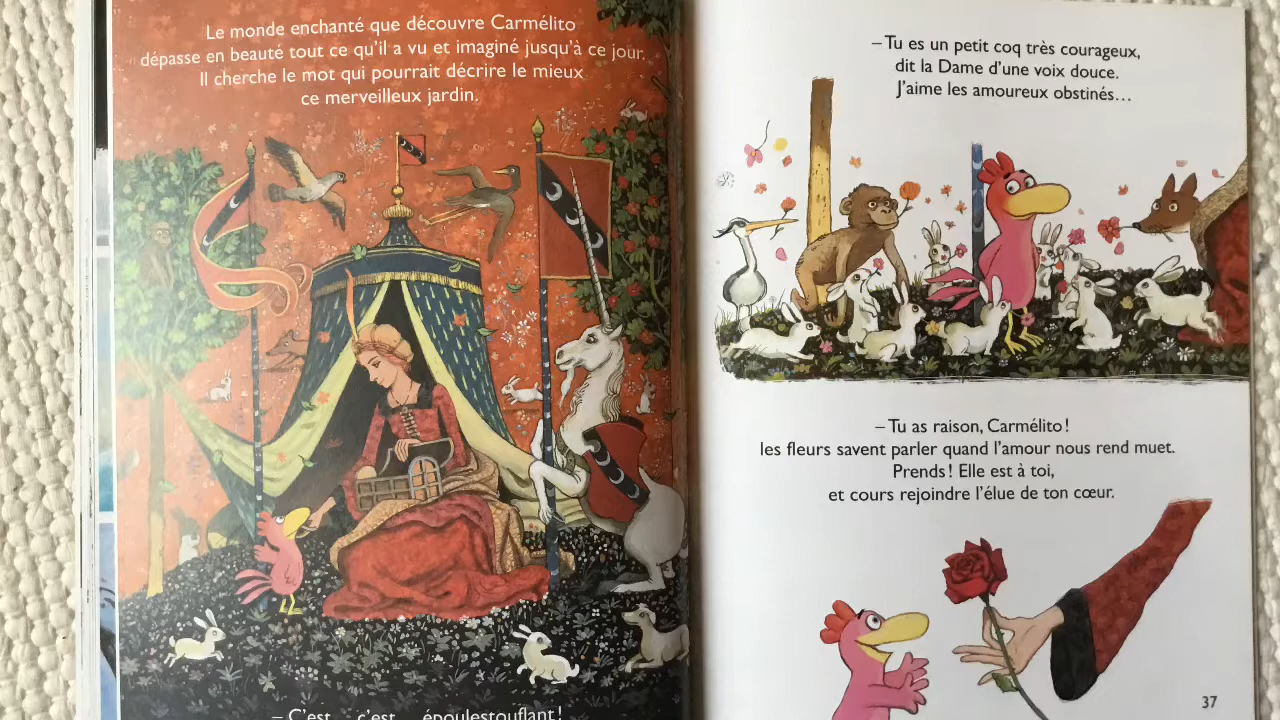 Le monde enchanté que découvre Carmélito
dépasse en beauté tout ce qu'il a vu et imaginé jusqu'à ce jour.
Il cherche le mot qui pourrait décrire le mieux
ce merveilleux jardin.
– C'est... c'est... époulestouflant !
– Tu es un petit coq très courageux,
dit la Dame d'une voix douce.
J'aime les amoureux obstinés…
– Tu as raison, Carmélito !
les fleurs savent parler quand l'amour nous rend muet.
Prends ! Elle est à toi,
et cours rejoindre l'élue de ton cœur.
37